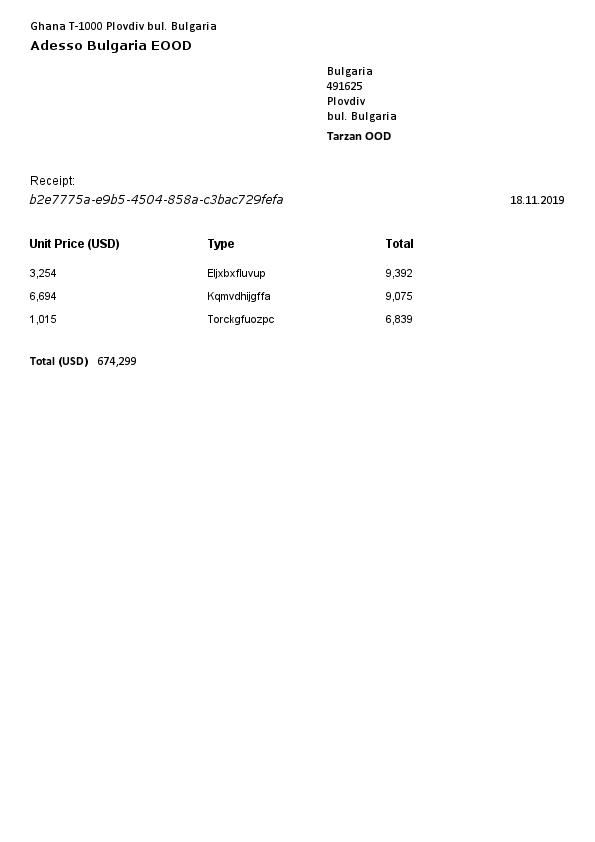 Ghana T-1000 Plovdiv bul. Bulgaria
Adesso Bulgaria EOOD
Bulgaria
491625
Plovdiv
bul. Bulgaria
Tarzan OOD
Receipt:
b2e7775a-e9b5-4504-858a-c3bac729fefa 18.11.2019
Unit Price (USD) Type Total
3,254 Eljxbxfluvup 9,392
6,694 Kqmvdhijgffa 9,075
1,015 Torckgfuozpc 6,839
Total (USD) 674,299